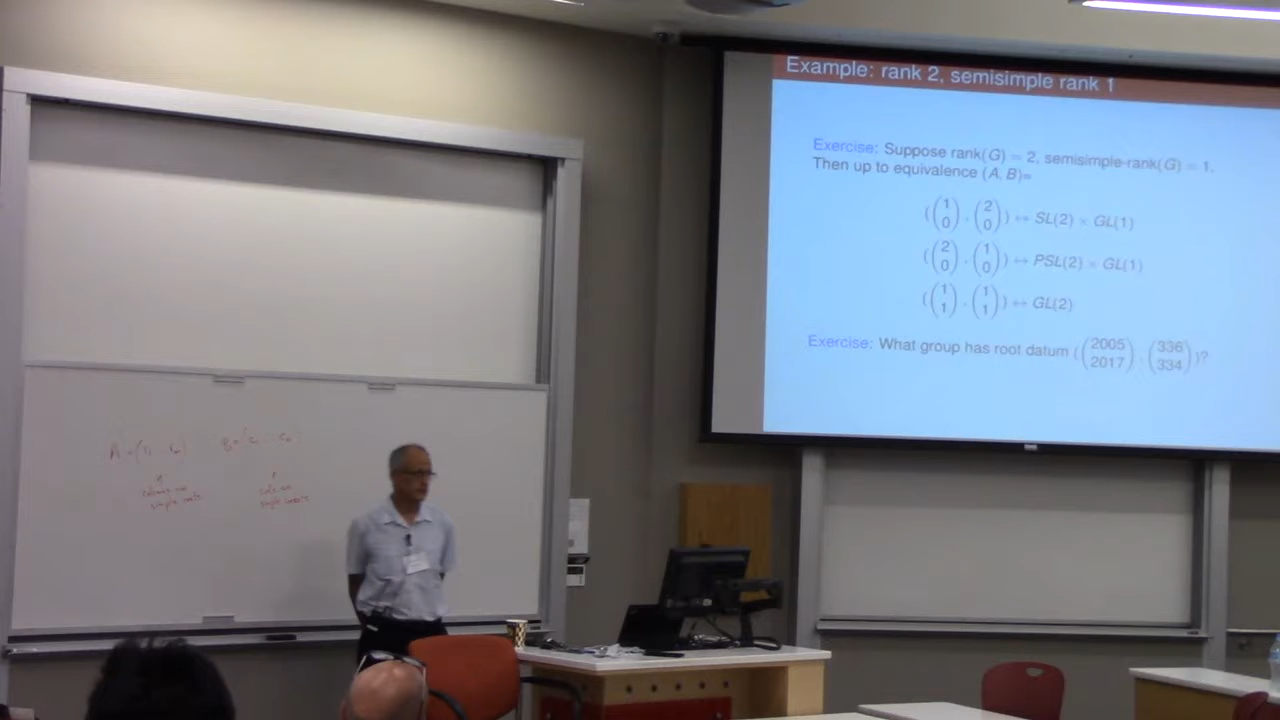 Example: rank 2, semisimple rank 1
Exercise: Suppose rank(G) = 2, semisimple-rank(G) = 1,
Then up to equivalence (A, B)=
((1 0), (2 0)) ↔ SL(2) × GL(1)
((2 0), (1 0)) ↔ PSL(2) × GL(1)
((1 1), (1 1)) ↔ GL(2)
Exercise: What group has root datum ((2005 2017), (336 334))?
simple roots